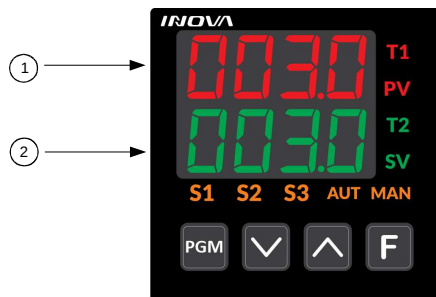 INOVA
1
003.0
T1
PV
2
003.0
T2
SV
S1 S2 S3 AUT MAN
PGM F